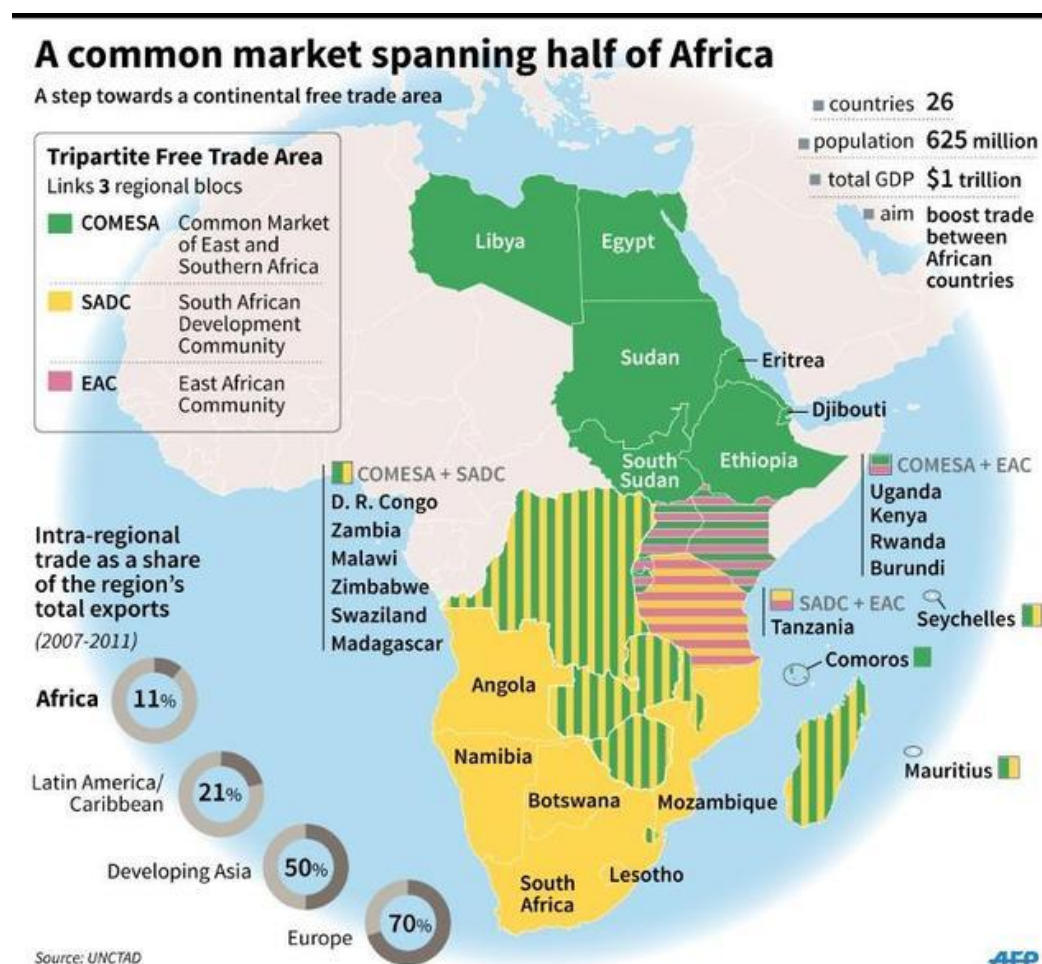 A common market spanning half of Africa
A step towards a continental free trade area
countries 26
population 625 million
total GDP $1 trillion
aim boost trade
between
African
countries
Tripartite Free Trade Area
Links 3 regional blocs
COMESA Common Market
of East and
Southern Africa
SADC South African
Development
Community
EAC East African
Community
Libya
Egypt
Sudan
Eritrea
Djibouti
South
Sudan
Ethiopia
COMESA + SADC
D. R. Congo
Zambia
Malawi
Zimbabwe
Swaziland
Madagascar
COMESA + EAC
Uganda
Kenya
Rwanda
Burundi
SADC + EAC
Tanzania
Seychelles
Comoros
Mauritius
Angola
Namibia
Botswana
Mozambique
South
Africa
Lesotho
Intra-regional
trade as a share
of the region's
total exports
(2007-2011)
Africa 11%
Latin America/
Caribbean
21%
Developing Asia 50%
Europe 70%
Source: UNCTAD
AFP